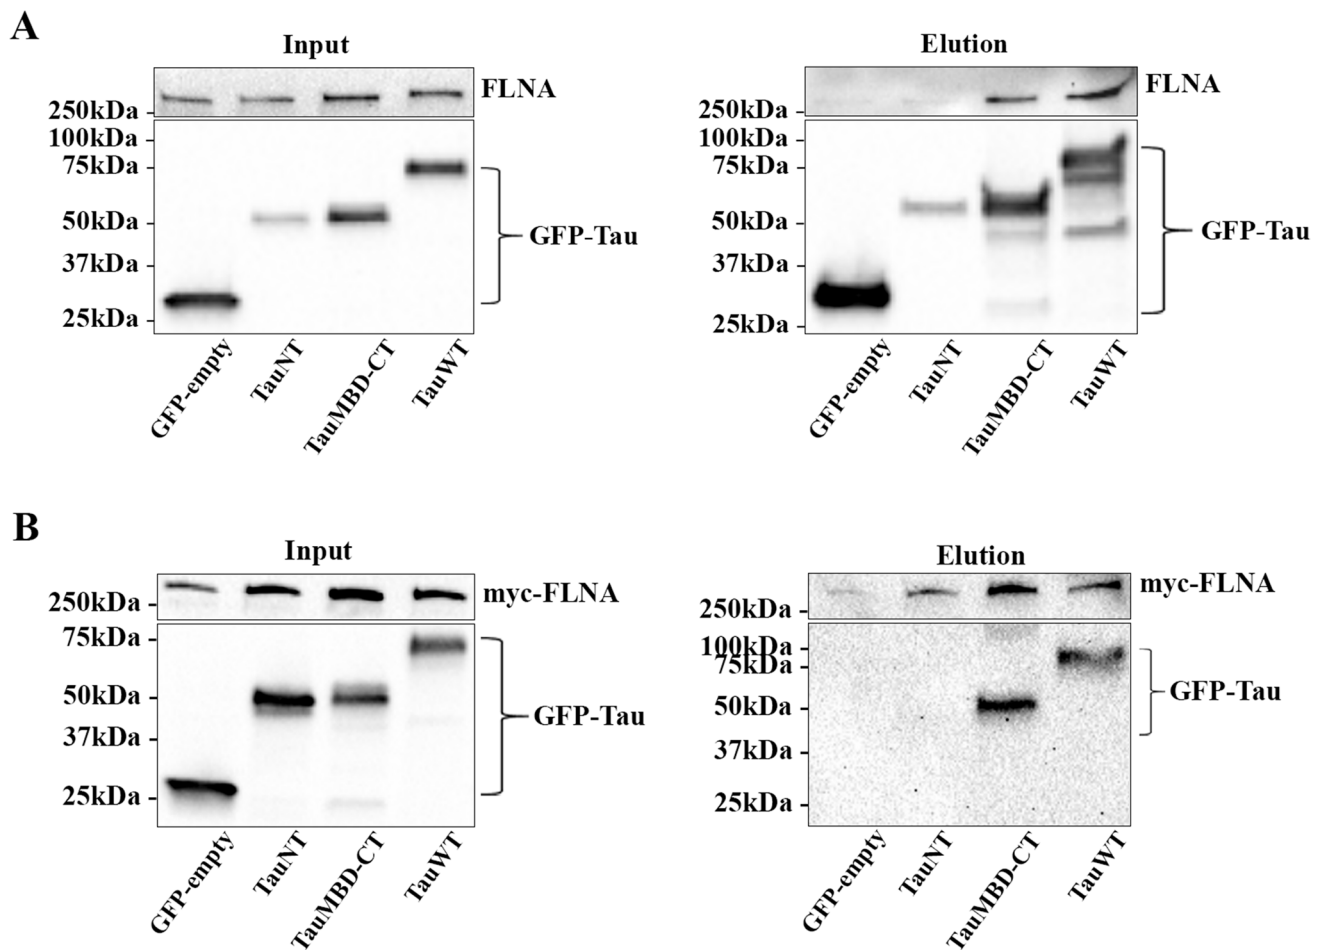 A
Input
FLNA
250kDa
100kDa
75kDa
50kDa
37kDa
25kDa
GFP-Tau
GFP-empty
TauNT
TauMBD-CT
TauWT
Elution
FLNA
250kDa
100kDa
75kDa
50kDa
37kDa
25kDa
GFP-Tau
GFP-empty
TauNT
TauMBD-CT
TauWT
B
Input
myc-FLNA
250kDa
75kDa
50kDa
37kDa
25kDa
GFP-Tau
GFP-empty
TauNT
TauMBD-CT
TauWT
Elution
myc-FLNA
250kDa
100kDa
75kDa
50kDa
37kDa
25kDa
GFP-Tau
GFP-empty
TauNT
TauMBD-CT
TauWT